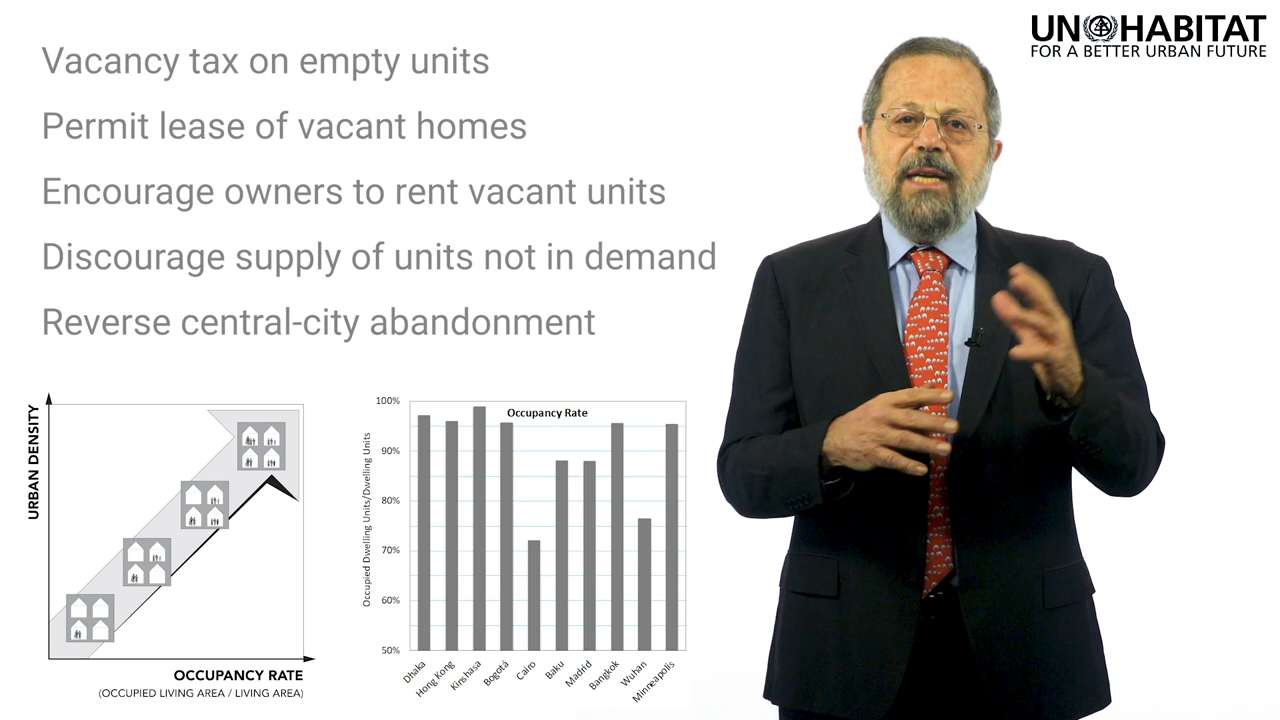 Vacancy tax on empty units
Permit lease of vacant homes
Encourage owners to rent vacant units
Discourage supply of units not in demand
Reverse central-city abandonment
UN HABITAT
FOR A BETTER URBAN FUTURE
URBAN DENSITY
OCCUPANCY RATE
(OCCUPIED LIVING AREA / LIVING AREA)
Occupancy Rate
Occupied Dwelling Units/Dwelling Units
100%
90%
80%
70%
60%
50%
Dhaka
Hong Kong
Kinshasa
Bogotá
Cairo
Baku
Madrid
Bangkok
Wuhan
Minneapolis